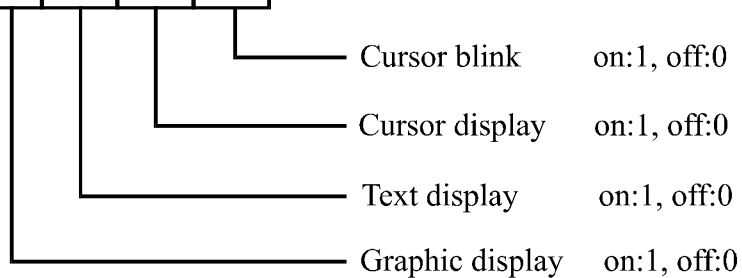 Cursor blink on:1, off:0
Cursor display on:1, off:0
Text display on:1, off:0
Graphic display on:1, off:0